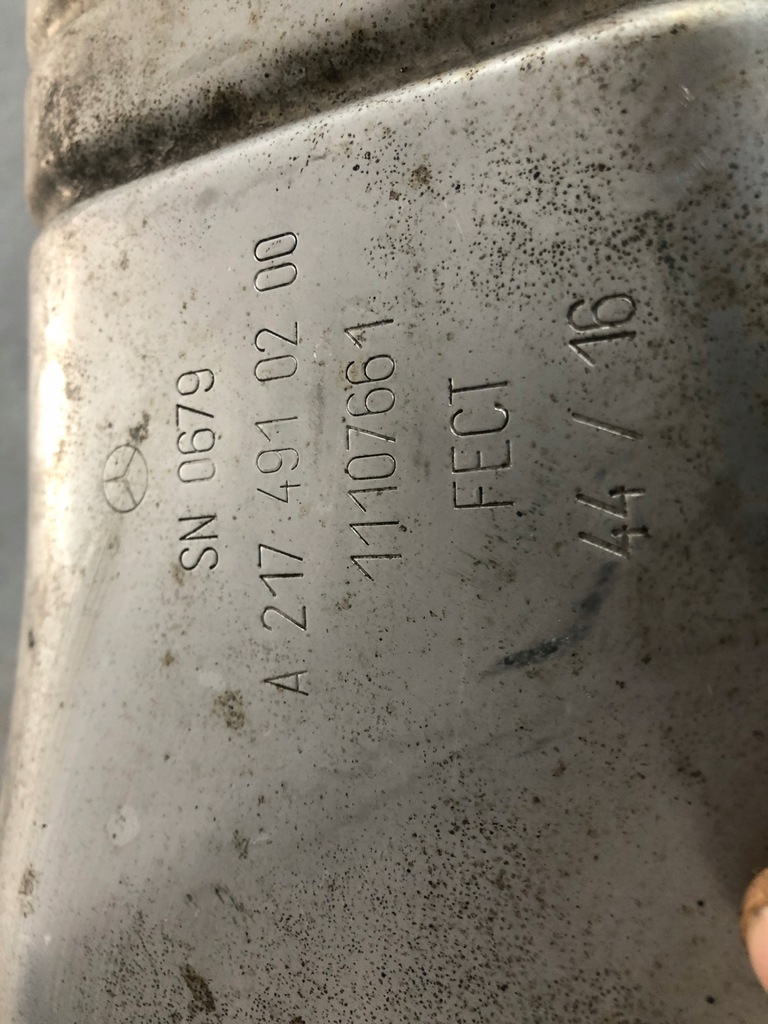 SN 0679
A 217 491 02 00
11107661
FECT
44 / 16